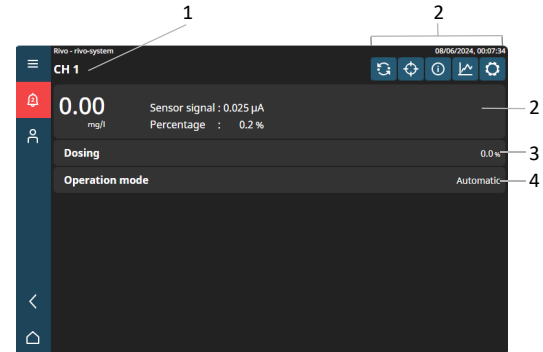 1
2
Rivo - rivo-system
08/06/2024, 00:07:34
CH 1
0.00
mg/l
Sensor signal : 0.025 µA
Percentage : 0.2 %
2
Dosing
0.0 %
3
Operation mode
Automatic
4